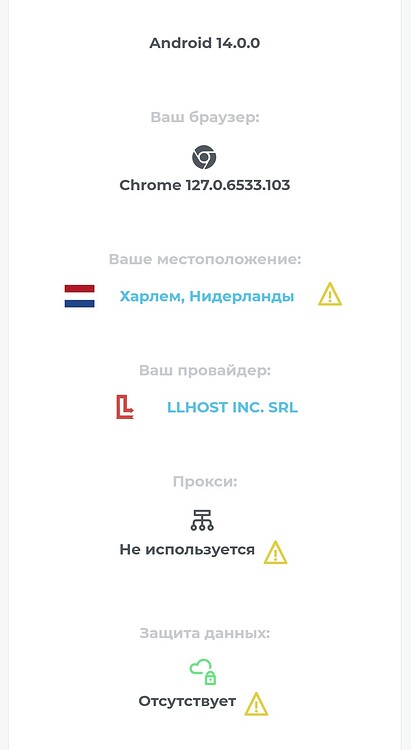 Android 14.0.0
Ваш браузер:
Chrome 127.0.6533.103
Ваше местоположение:
Харлем, Нидерланды
Ваш провайдер:
LLHOST INC. SRL
Прокси:
Не используется
Защита данных:
Отсутствует